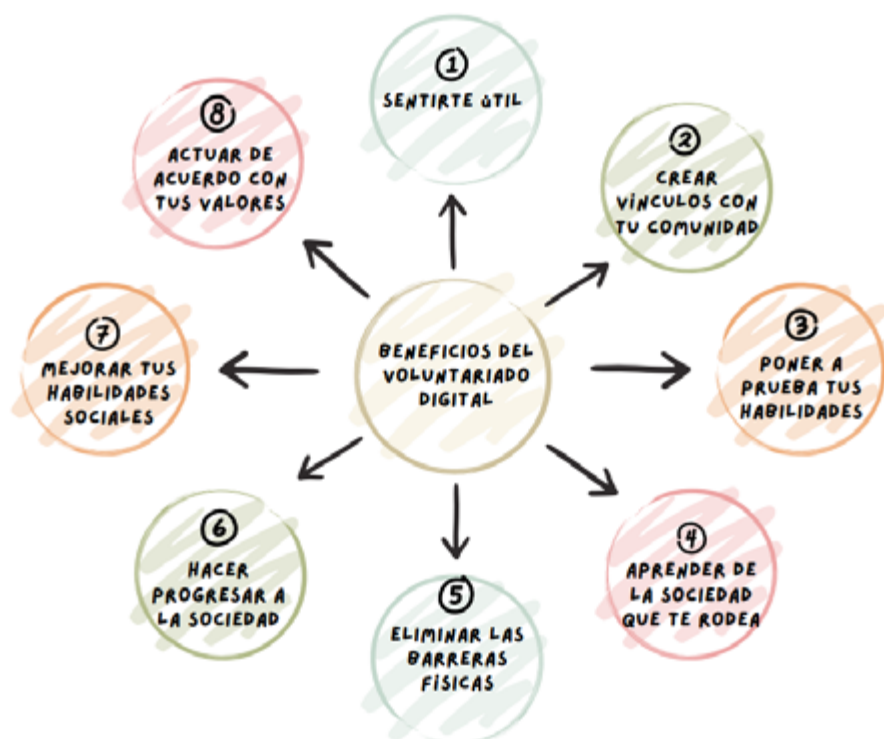 BENEFICIOS DEL
VOLUNTARIADO
DIGITAL
1
SENTIRTE ÚTIL
2
CREAR
VÍNCULOS CON
TU COMUNIDAD
3
PONER A
PRUEBA TUS
HABILIDADES
4
APRENDER DE
LA SOCIEDAD
QUE TE RODEA
5
ELIMINAR LAS
BARRERAS
FÍSICAS
6
HACER
PROGRESAR A
LA SOCIEDAD
7
MEJORAR TUS
HABILIDADES
SOCIALES
8
ACTUAR DE
ACUERDO CON
TUS VALORES